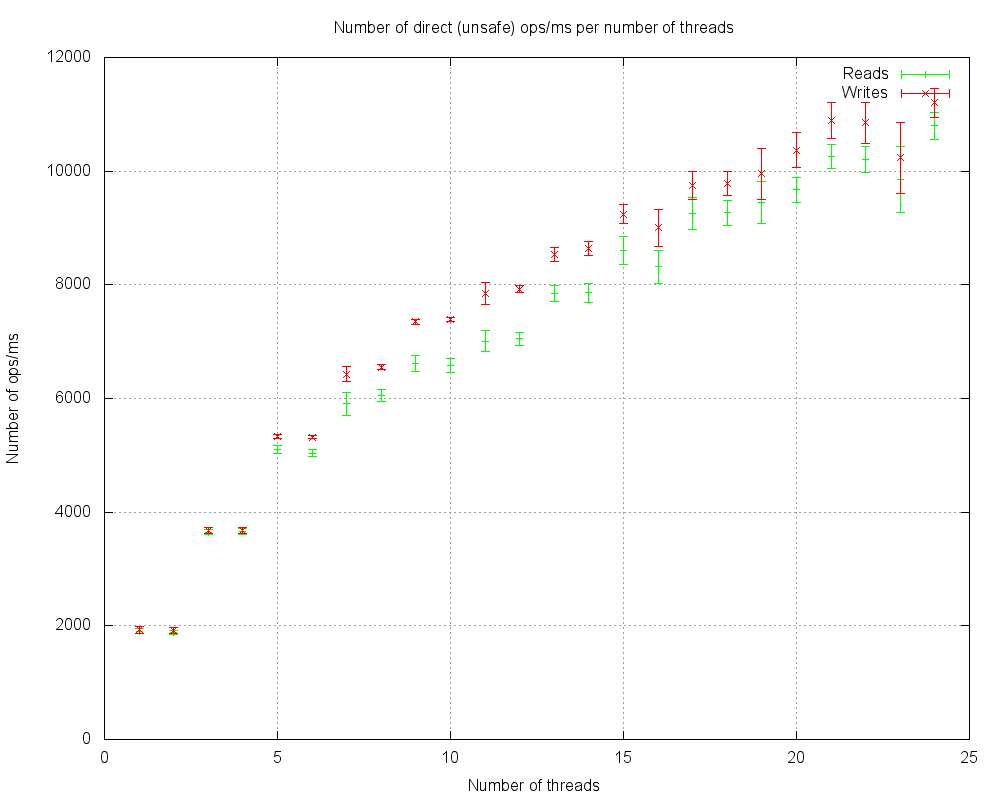 Number of direct (unsafe) ops/ms per number of threads
12000
10000
8000
6000
4000
2000
0
Number of ops/ms
Reads
Writes
0 5 10 15 20 25
Number of threads